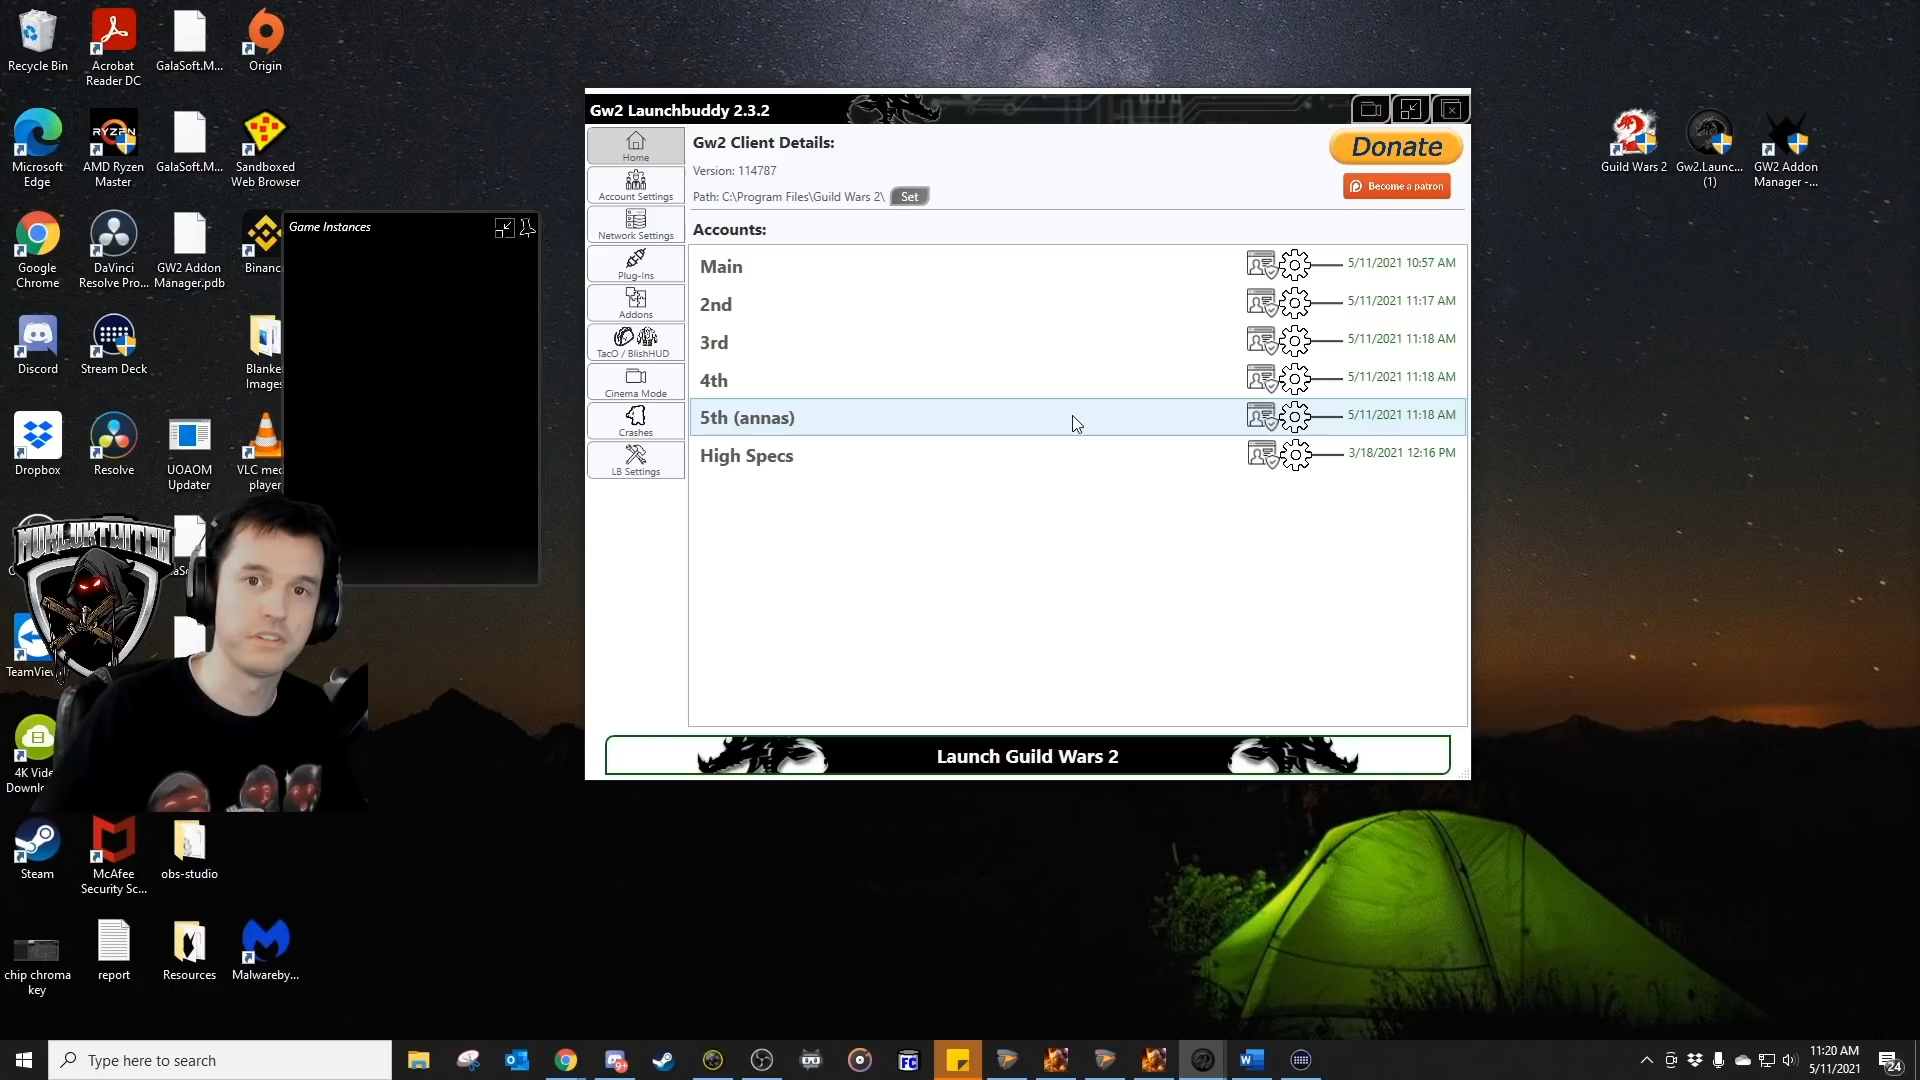 Recycle Bin
Acrobat
Reader DC
GalaSoft.M...
Origin
Microsoft
Edge
RYZEN
AMD Ryzen
Master
GalaSoft.M...
Sandboxed
Web Browser
Google
Chrome
DaVinci
Resolve Pro...
GW2 Addon
Manager.pdb
Binanc
Discord
Stream Deck
Blanke
Images
Dropbox
Resolve
UOAOM
Updater
VLC med
player
TeamView
4K Vide
Downl
Steam
McAfee
Security Sc...
obs-studio
chip chroma
key
report
Resources
Malwareby...
MUKLUKTWITCH
Game Instances
Gw2 Launchbuddy 2.3.2
Home
Account Settings
Network Settings
Plug-Ins
Addons
TacO / BlishHUD
Cinema Mode
Crashes
LB Settings
Gw2 Client Details:
Version: 114787
Path: C:\Program Files\Guild Wars 2\
Set
Donate
Become a patron
Accounts:
Main 5/11/2021 10:57 AM
2nd 5/11/2021 11:17 AM
3rd 5/11/2021 11:18 AM
4th 5/11/2021 11:18 AM
5th (annas) 5/11/2021 11:18 AM
High Specs 3/18/2021 12:16 PM
Launch Guild Wars 2
Guild Wars 2
Gw2.Launc...
(1)
GW2 Addon
Manager -...
Type here to search
9+
FC
11:20 AM
5/11/2021
24